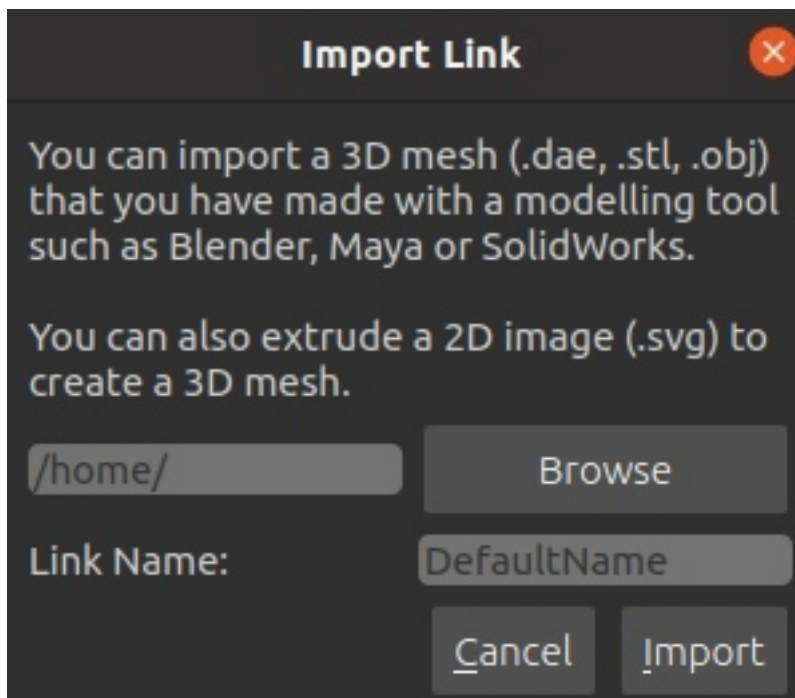 Import Link
You can import a 3D mesh (.dae, .stl, .obj)
that you have made with a modelling tool
such as Blender, Maya or SolidWorks.
You can also extrude a 2D image (.svg) to
create a 3D mesh.
/home/ Browse
Link Name: DefaultName
Cancel Import